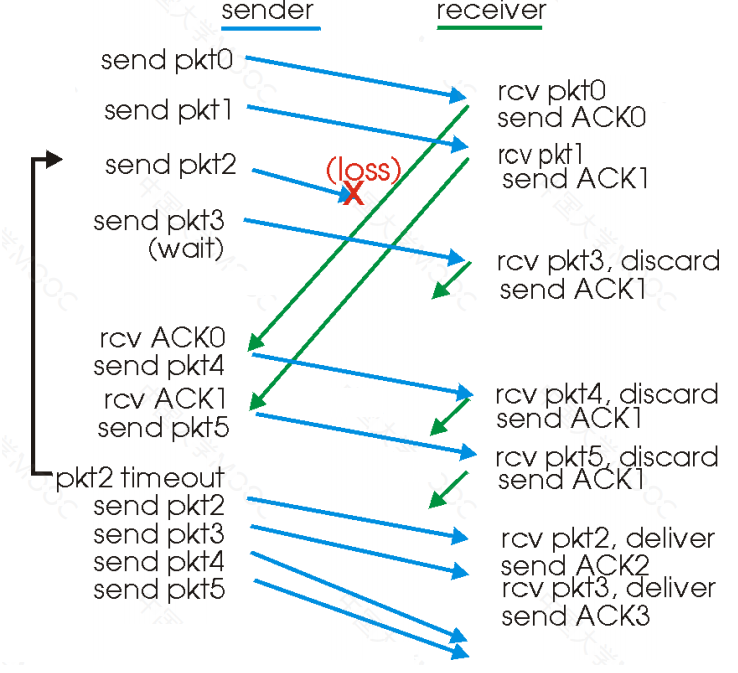 sender
receiver
send pkt0
send pkt1
send pkt2
send pkt3
(wait)
(loss)
X
rcv pkt0
send ACK0
rcv pkt1
send ACK1
rcv pkt3, discard
send ACK1
rcv ACK0
send pkt4
rcv ACK1
send pkt5
rcv pkt4, discard
send ACK1
rcv pkt5, discard
send ACK1
pkt2 timeout
send pkt2
send pkt3
send pkt4
send pkt5
rcv pkt2, deliver
send ACK2
rcv pkt3, deliver
send ACK3